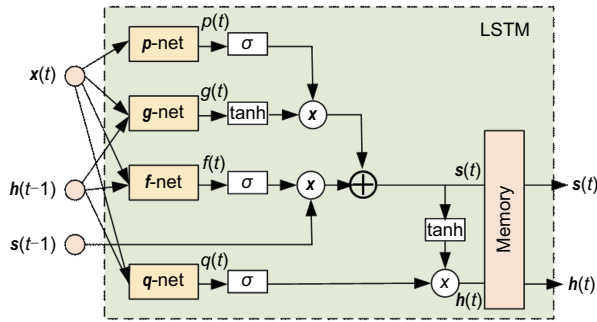 p(t)
LSTM
p-net
σ
x(t)
g(t)
g-net
tanh
x
f(t)
s(t)
h(t−1)
f-net
σ
x
s(t)
s(t−1)
tanh
Memory
q(t)
q-net
σ
x
h(t)
h(t)